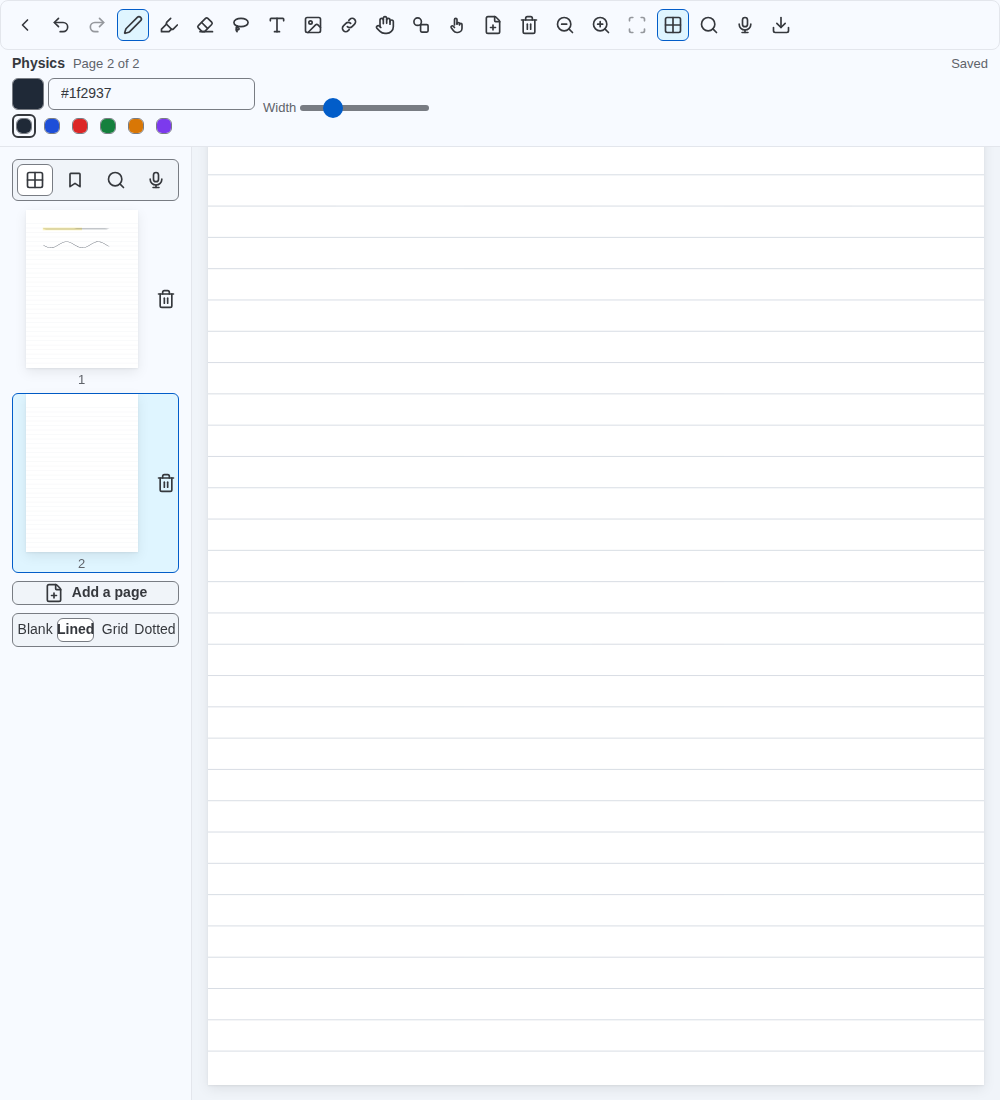 Physics Page 2 of 2 Saved
#1f2937
Width
1
2
Add a page
Blank Lined Grid Dotted